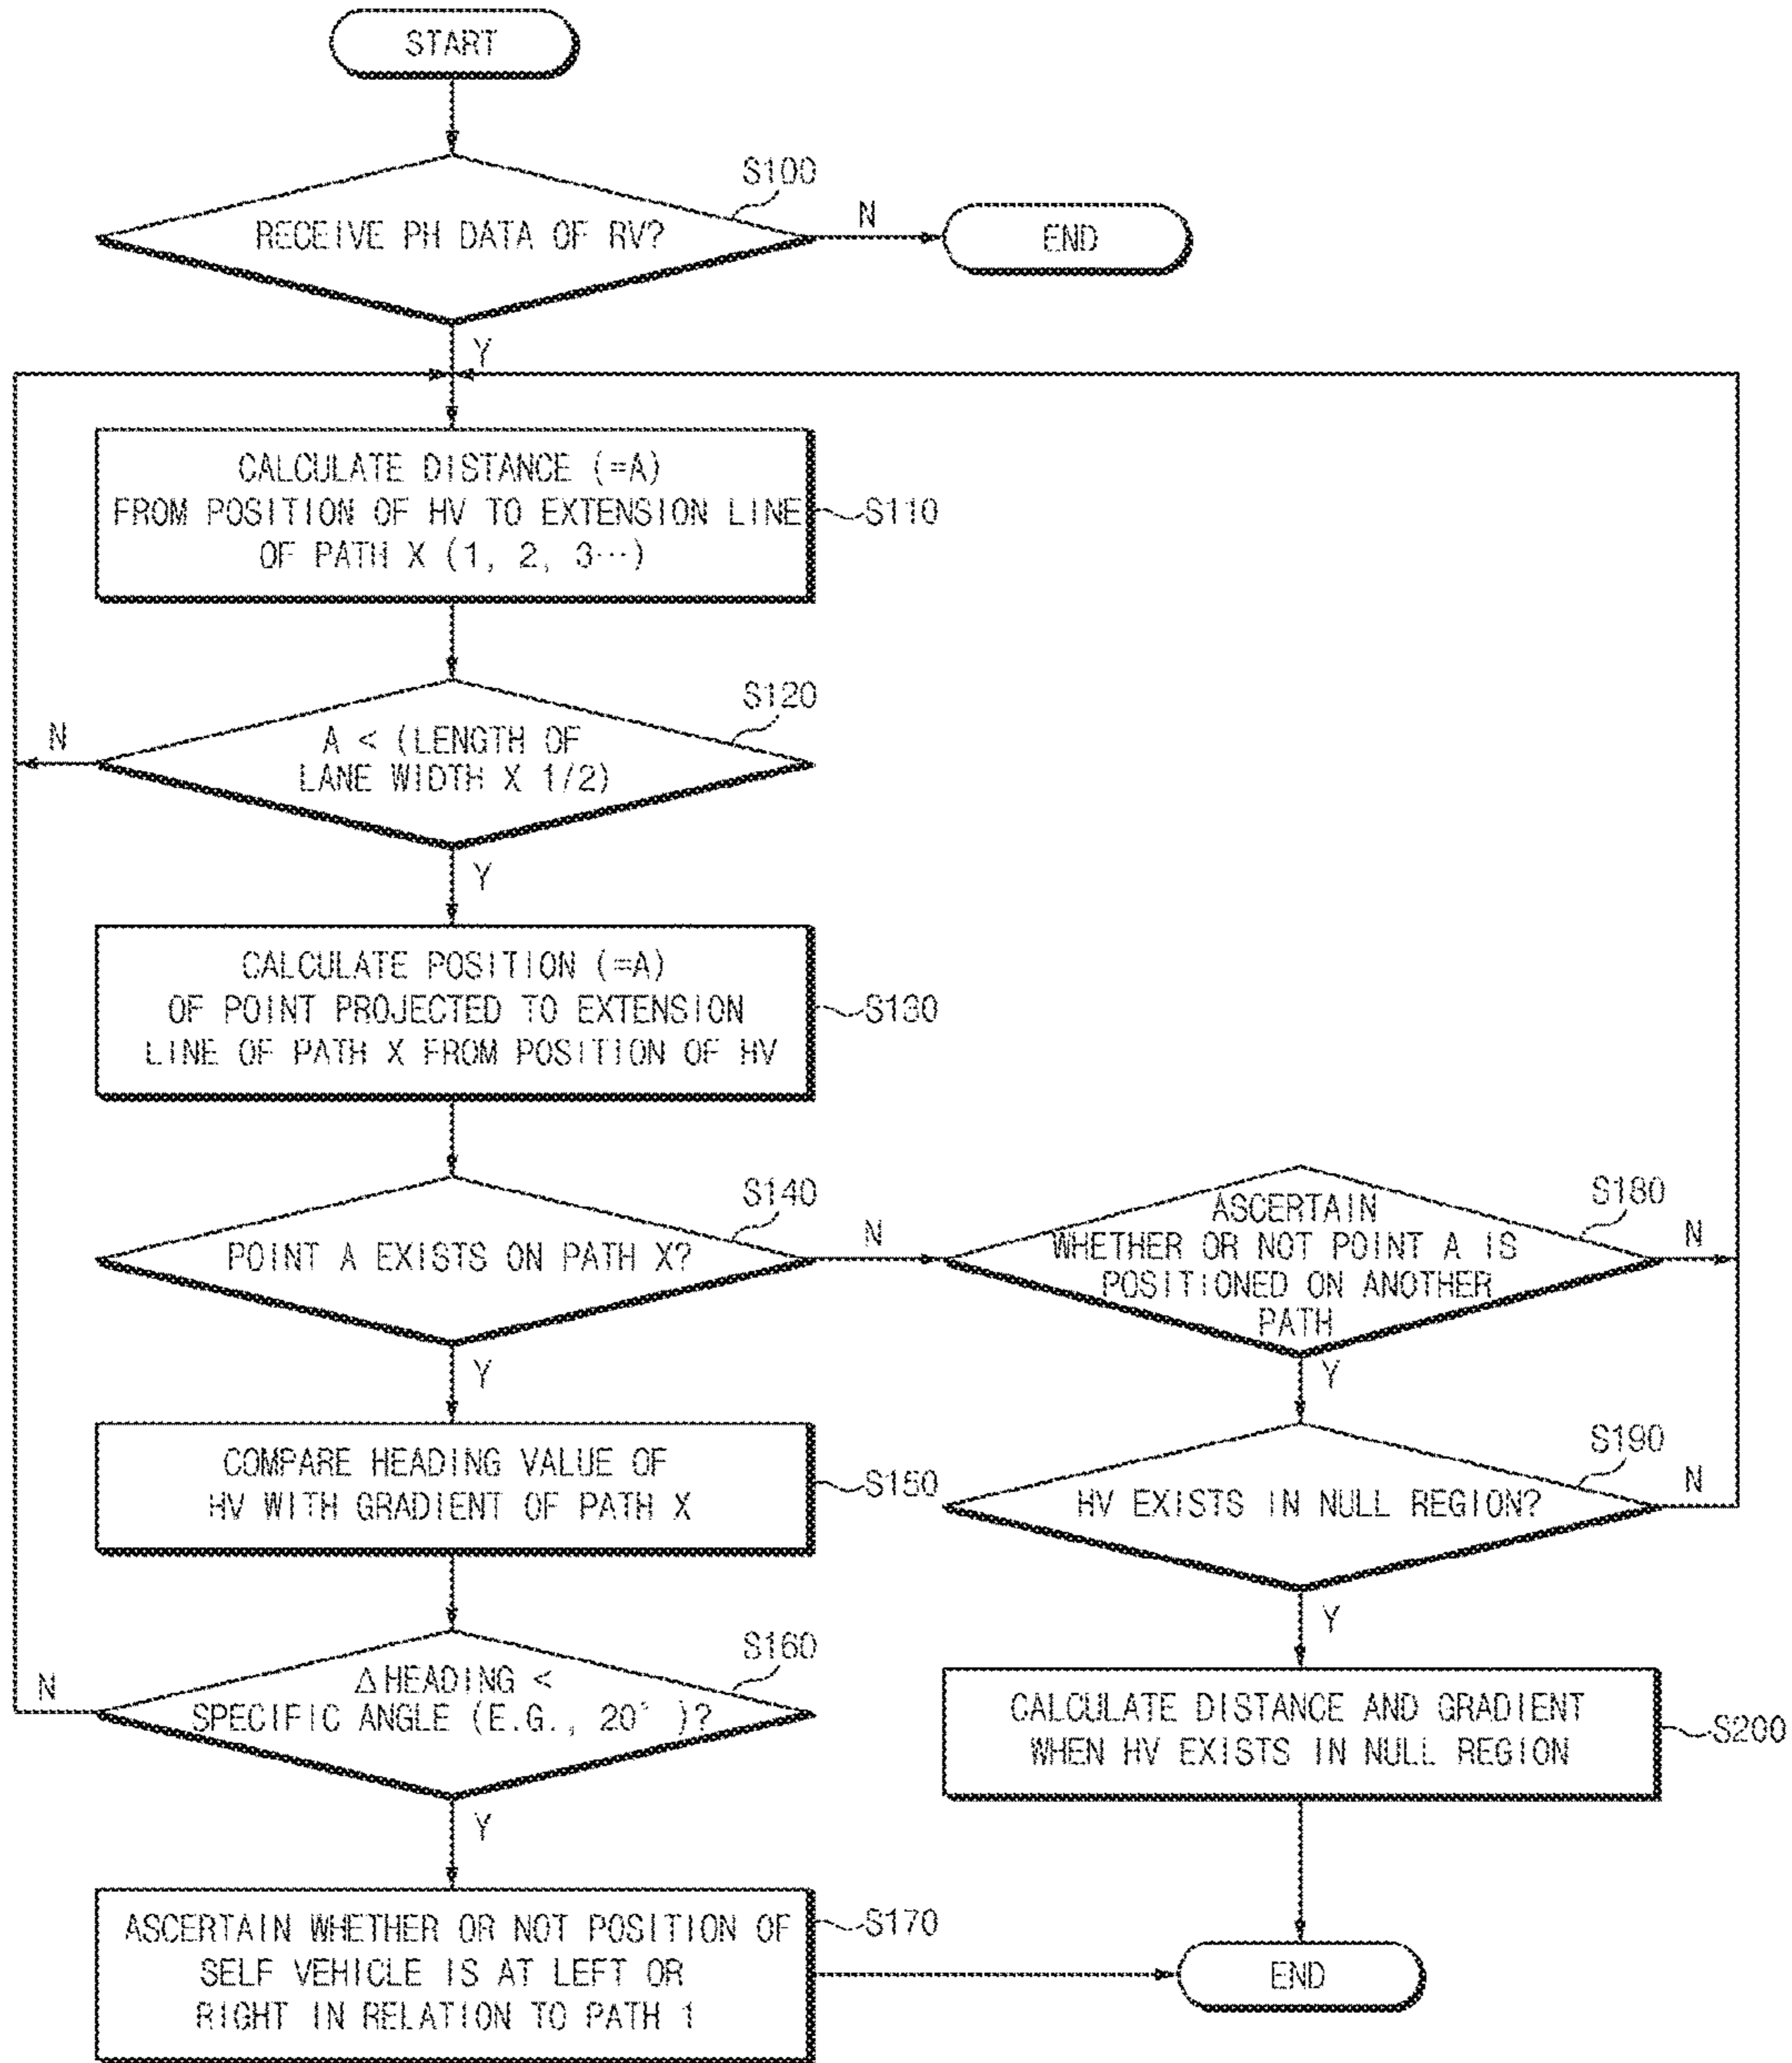 START
S100
RECEIVE PH DATA OF RV?
N
END
Y
CALCULATE DISTANCE (=A)
FROM POSITION OF HV TO EXTENSION LINE
OF PATH X (1, 2, 3⋯)
S110
S120
N
A < (LENGTH OF
LANE WIDTH X 1/2)
Y
CALCULATE POSITION (=A)
OF POINT PROJECTED TO EXTENSION
LINE OF PATH X FROM POSITION OF HV
S130
S140
POINT A EXISTS ON PATH X?
N
S180
ASCERTAIN
WHETHER OR NOT POINT A IS
POSITIONED ON ANOTHER
PATH
N
Y
Y
COMPARE HEADING VALUE OF
HV WITH GRADIENT OF PATH X
S150
S190
HV EXISTS IN NULL REGION?
N
Y
S160
N
ΔHEADING <
SPECIFIC ANGLE (E.G., 20° )?
CALCULATE DISTANCE AND GRADIENT
WHEN HV EXISTS IN NULL REGION
S200
Y
ASCERTAIN WHETHER OR NOT POSITION OF
SELF VEHICLE IS AT LEFT OR
RIGHT IN RELATION TO PATH 1
S170
END